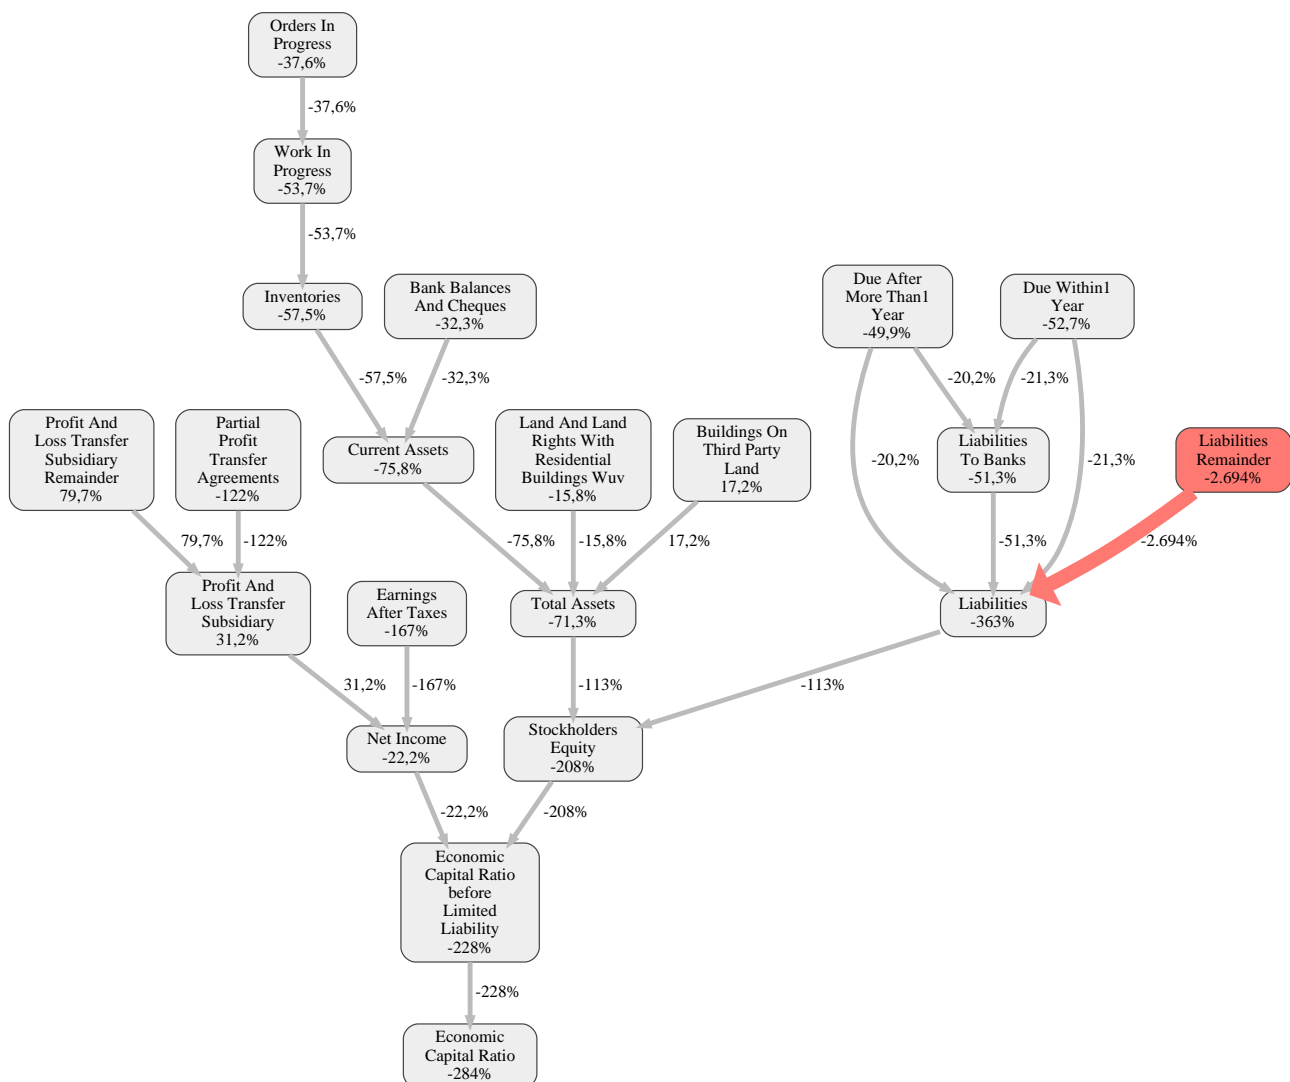 Orders In
Progress
-37,6%
-37,6%
Work In
Progress
-53,7%
-53,7%
Inventories
-57,5%
Bank Balances
And Cheques
-32,3%
Due After
More Than1
Year
-49,9%
Due Within1
Year
-52,7%
-57,5%
-32,3%
-20,2%
-21,3%
Profit And
Loss Transfer
Subsidiary
Remainder
79,7%
Partial
Profit
Transfer
Agreements
-122%
Current Assets
-75,8%
Land And Land
Rights With
Residential
Buildings Wuv
-15,8%
Buildings On
Third Party
Land
17,2%
Liabilities
To Banks
-51,3%
Liabilities
Remainder
-2.694%
-20,2%
-21,3%
79,7%
-122%
-75,8%
-15,8%
17,2%
-51,3%
-2.694%
Profit And
Loss Transfer
Subsidiary
31,2%
Earnings
After Taxes
-167%
Total Assets
-71,3%
Liabilities
-363%
31,2%
-167%
-113%
-113%
Net Income
-22,2%
Stockholders
Equity
-208%
-22,2%
-208%
Economic
Capital Ratio
before
Limited
Liability
-228%
-228%
Economic
Capital Ratio
-284%